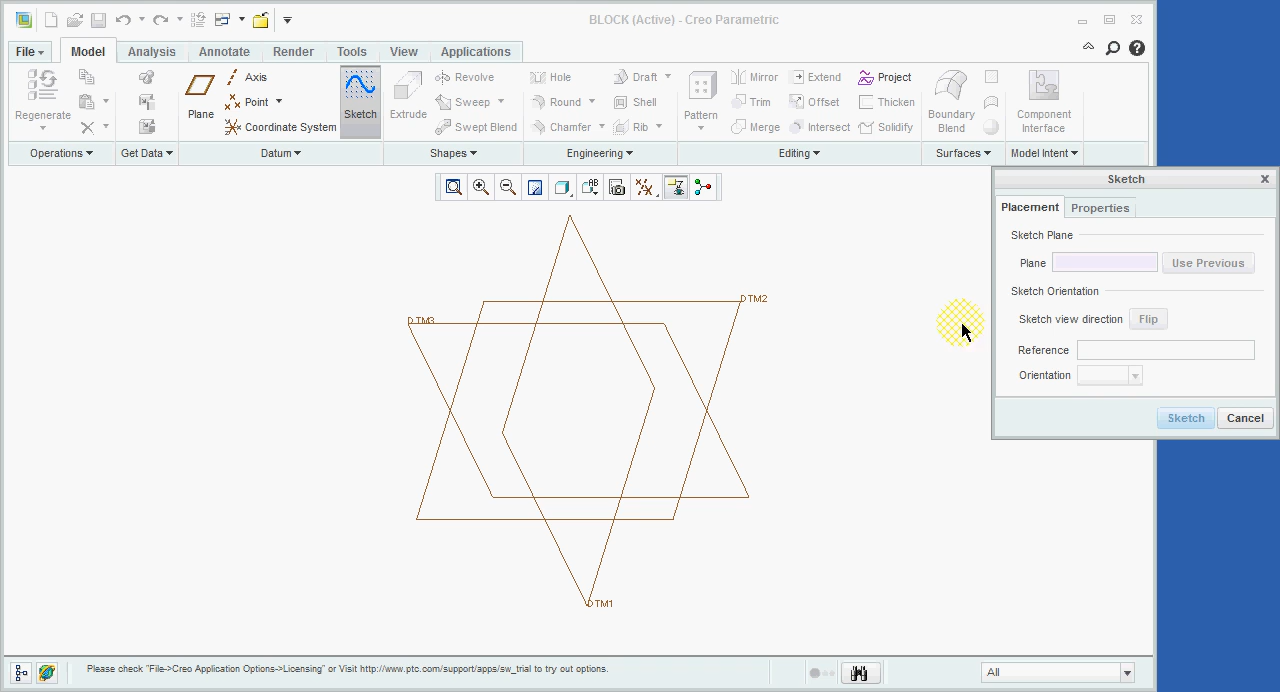 BLOCK (Active) - Creo Parametric
File Model Analysis Annotate Render Tools View Applications
Regenerate
Operations
Get Data
Plane
Axis
Point
Coordinate System
Sketch
Datum
Extrude
Revolve
Sweep
Swept Blend
Shapes
Hole
Round
Chamfer
Draft
Shell
Rib
Engineering
Pattern
Mirror
Trim
Merge
Extend
Offset
Intersect
Project
Thicken
Solidify
Editing
Boundary
Blend
Surfaces
Component
Interface
Model Intent
DTM2
DTM3
DTM1
Sketch
Placement Properties
Sketch Plane
Plane Use Previous
Sketch Orientation
Sketch view direction Flip
Reference
Orientation
Sketch Cancel
Please check "File->Creo Application Options->Licensing" or Visit http://www.ptc.com/support/apps/sw_trial to try out options.
All